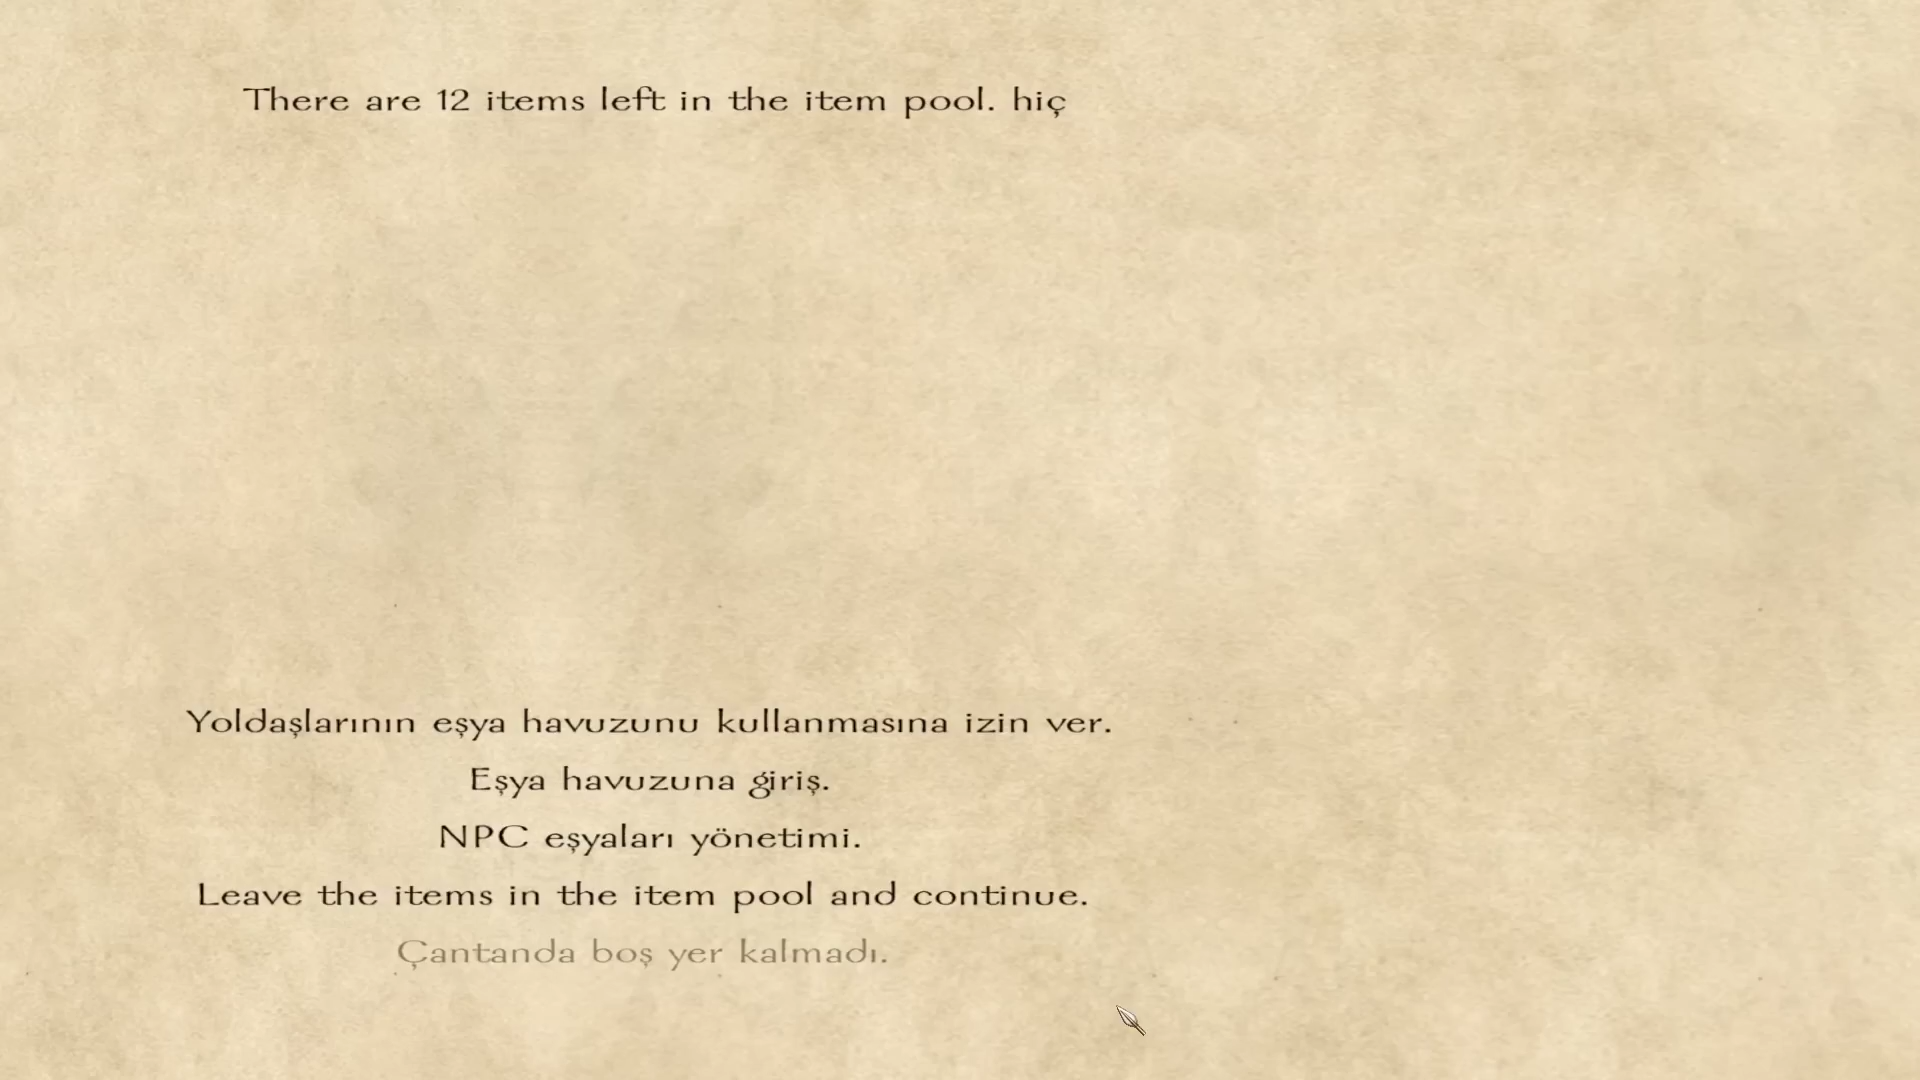 There are 12 items left in the item pool. hiç
Yoldaşlarının eşya havuzunu kullanmasına izin ver.
Eşya havuzuna giriş.
NPC eşyaları yönetimi.
Leave the items in the item pool and continue.
Çantanda boş yer kalmadı.